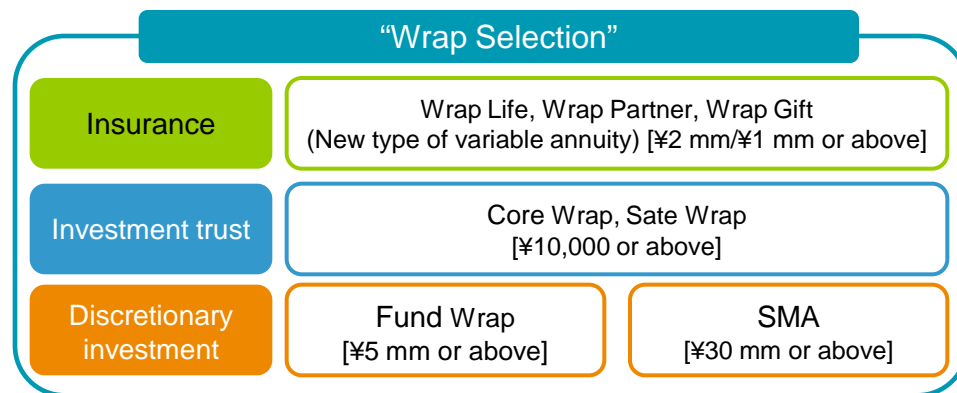 “Wrap Selection”
Insurance
Wrap Life, Wrap Partner, Wrap Gift
(New type of variable annuity) [¥2 mm/¥1 mm or above]
Investment trust
Core Wrap, Sate Wrap
[¥10,000 or above]
Discretionary
investment
Fund Wrap
[¥5 mm or above]
SMA
[¥30 mm or above]